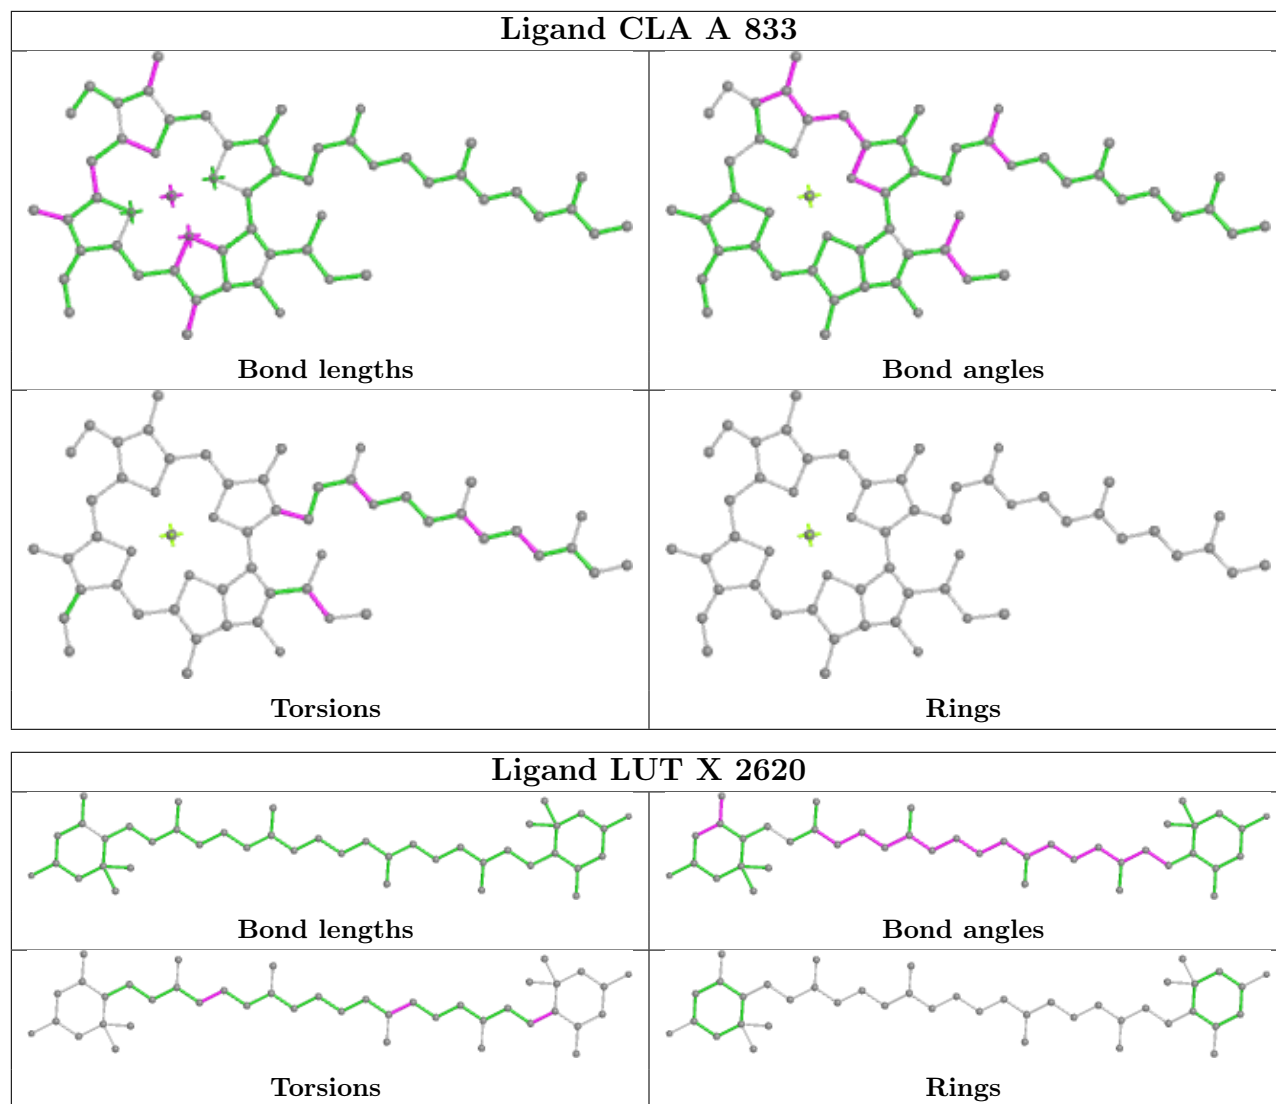 Ligand CLA A 833
Bond lengths
Bond angles
Torsions
Rings
Ligand LUT X 2620
Bond lengths
Bond angles
Torsions
Rings